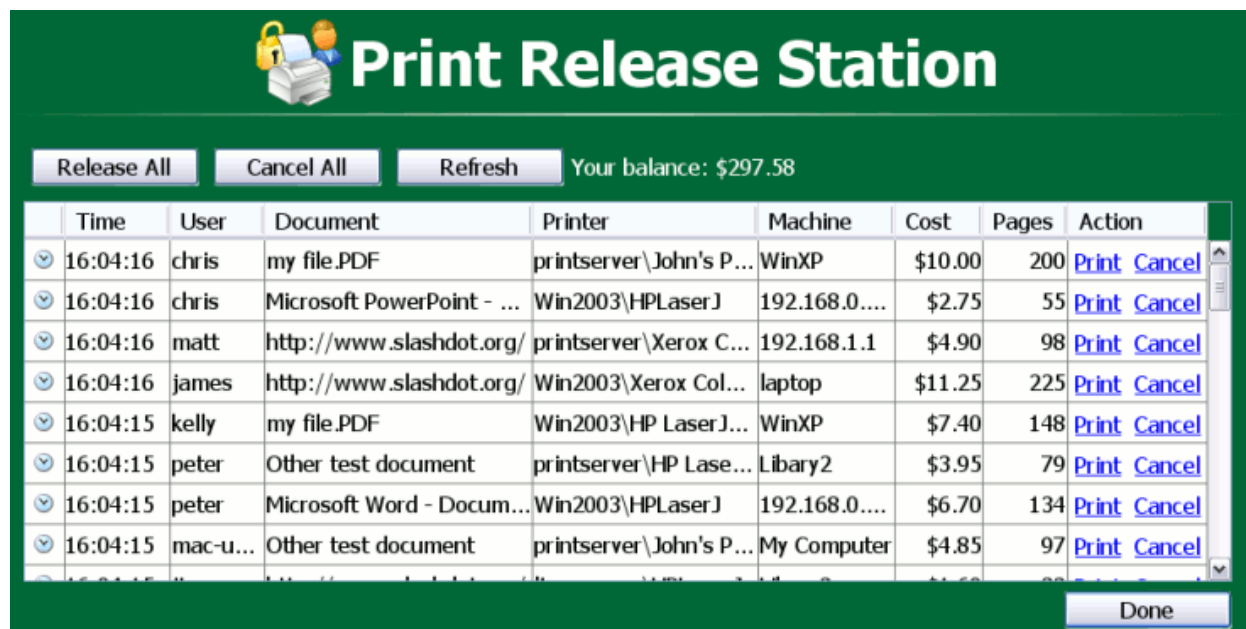 Print Release Station
Release All Cancel All Refresh Your balance: $297.58
Time User Document Printer Machine Cost Pages Action
16:04:16 chris my file.PDF printserver\John's P... WinXP $10.00 200 Print Cancel
16:04:16 chris Microsoft PowerPoint - ... Win2003\HPLaserJ 192.168.0.... $2.75 55 Print Cancel
16:04:16 matt http://www.slashdot.org/ printserver\Xerox C... 192.168.1.1 $4.90 98 Print Cancel
16:04:16 james http://www.slashdot.org/ Win2003\Xerox Col... laptop $11.25 225 Print Cancel
16:04:15 kelly my file.PDF Win2003\HP LaserJ... WinXP $7.40 148 Print Cancel
16:04:15 peter Other test document printserver\HP Lase... Libary2 $3.95 79 Print Cancel
16:04:15 peter Microsoft Word - Docum... Win2003\HPLaserJ 192.168.0.... $6.70 134 Print Cancel
16:04:15 mac-u... Other test document printserver\John's P... My Computer $4.85 97 Print Cancel
Done